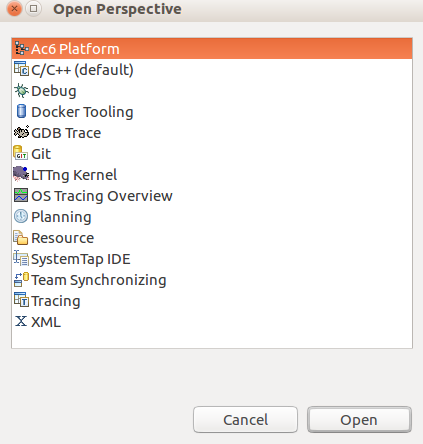 Open Perspective
Ac6 Platform
C/C++ (default)
Debug
Docker Tooling
GDB Trace
Git
LTTng Kernel
OS Tracing Overview
Planning
Resource
SystemTap IDE
Team Synchronizing
Tracing
XML
Cancel
Open